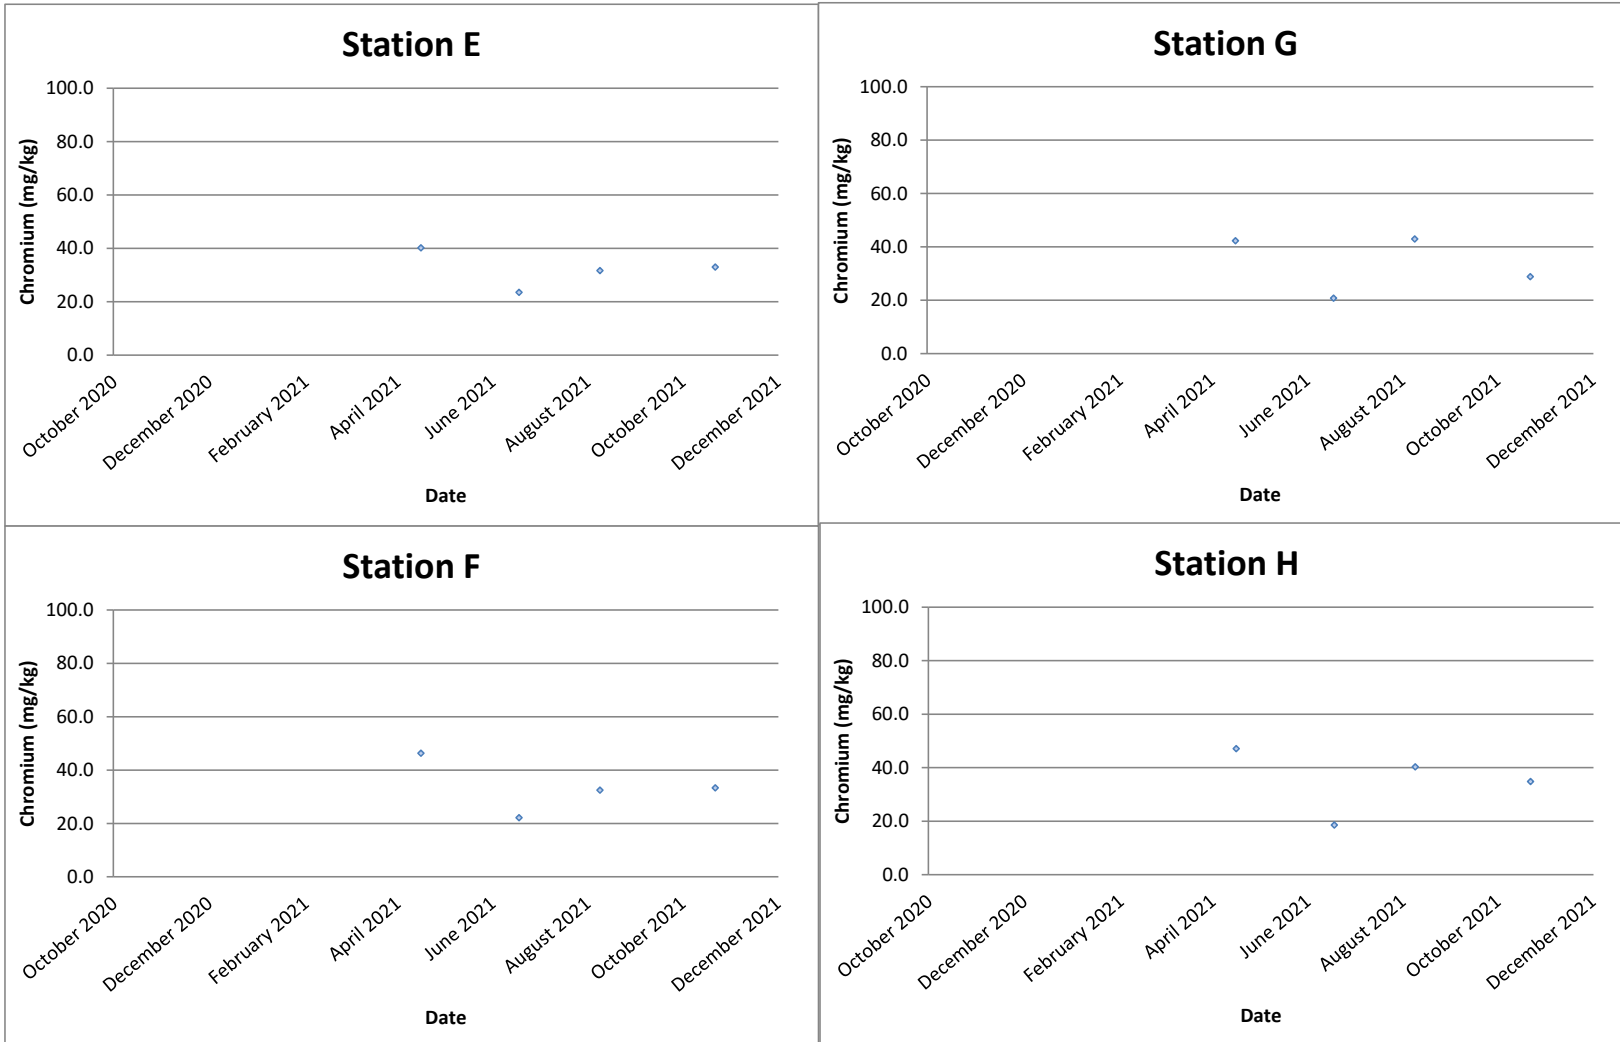 Station E
100.0
80.0
60.0
40.0
20.0
0.0
Chromium (mg/kg)
October 2020
December 2020
February 2021
April 2021
June 2021
August 2021
October 2021
December 2021
Date
Station G
100.0
80.0
60.0
40.0
20.0
0.0
Chromium (mg/kg)
October 2020
December 2020
February 2021
April 2021
June 2021
August 2021
October 2021
December 2021
Date
Station F
100.0
80.0
60.0
40.0
20.0
0.0
Chromium (mg/kg)
October 2020
December 2020
February 2021
April 2021
June 2021
August 2021
October 2021
December 2021
Date
Station H
100.0
80.0
60.0
40.0
20.0
0.0
Chromium (mg/kg)
October 2020
December 2020
February 2021
April 2021
June 2021
August 2021
October 2021
December 2021
Date